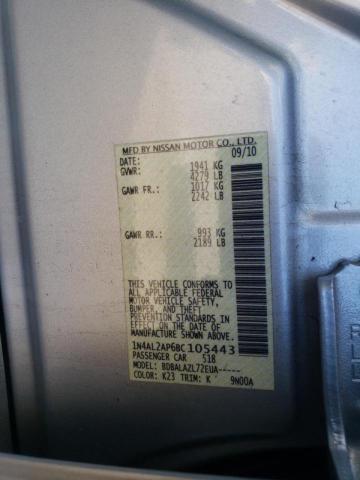 MFD BY NISSAN MOTOR CO., LTD.
DATE: 09/10
GVWR: 1941 KG
4279 LB
GAWR FR.: 1017 KG
2242 LB
GAWR RR.: 993 KG
2189 LB
THIS VEHICLE CONFORMS TO
ALL APPLICABLE FEDERAL
MOTOR VEHICLE SAFETY,
BUMPER, AND THEFT
PREVENTION STANDARDS
IN EFFECT ON THE DATE OF
MANUFACTURE SHOWN ABOVE.
1N4AL2AP6BC105443
PASSENGER CAR 518
MODEL: BDBALAZL72EUA-----
COLOR: K23 TRIM: K 9N00A